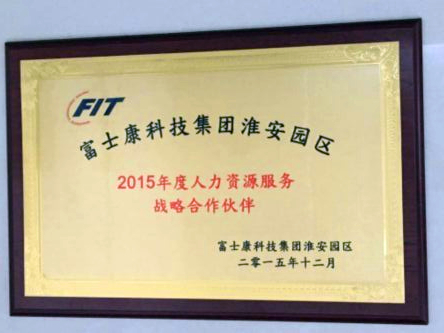 FIT
富士康科技集团淮安园区
2015年度人力资源服务
战略合作伙伴
富士康科技集团淮安园区
二零一五年十二月